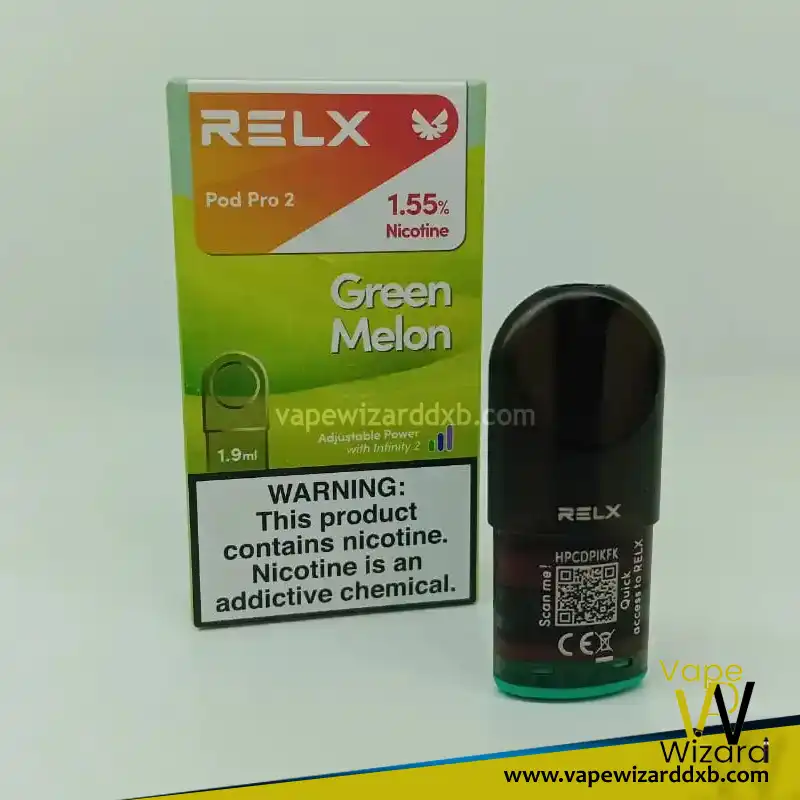 RELX
Pod Pro 2
1.55%
Nicotine
Green
Melon
vapewizarddxb.com
Adjustable Power
with Infinity 2
1.9ml
WARNING:
This product
contains nicotine.
Nicotine is an
addictive chemical.
RELX
HPCDPIKFK
Scan me!
Quick
access to RELX
CE
Vape
Wizard
www.vapewizarddxb.com